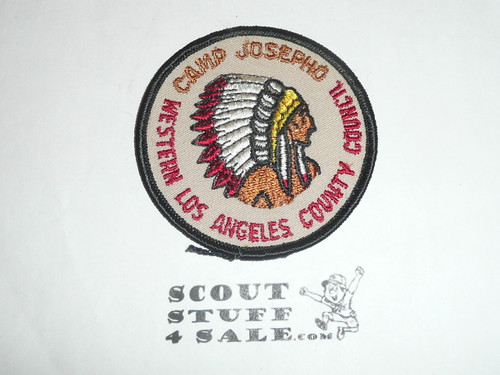 CAMP JOSEPHO
WESTERN LOS ANGELES COUNTY COUNCIL
SCOUT
STUFF
4 SALE.COM